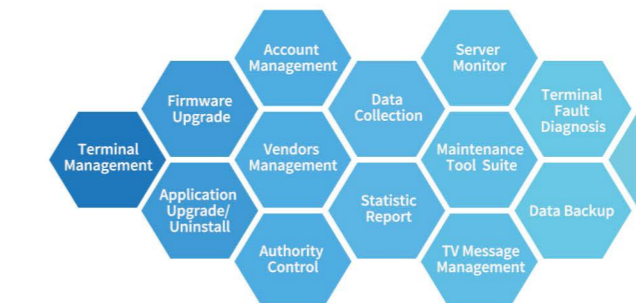 Terminal
Management
Firmware
Upgrade
Application
Upgrade/
Uninstall
Account
Management
Vendors
Management
Authority
Control
Data
Collection
Statistic
Report
Server
Monitor
Maintenance
Tool Suite
TV Message
Management
Terminal
Fault
Diagnosis
Data Backup